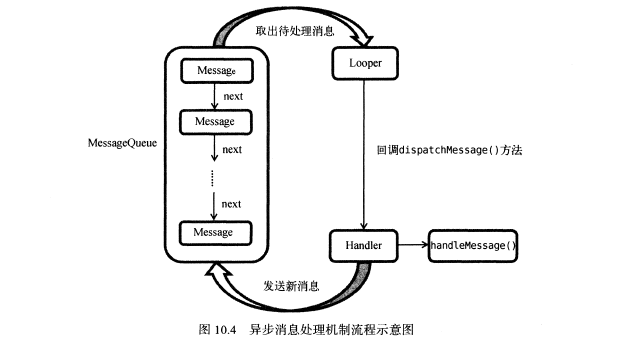 取出待处理消息
Message
Looper
next
Message
MessageQueue
next
回调dispatchMessage()方法
next
Message
Handler
handleMessage()
发送新消息
图 10.4 异步消息处理机制流程示意图